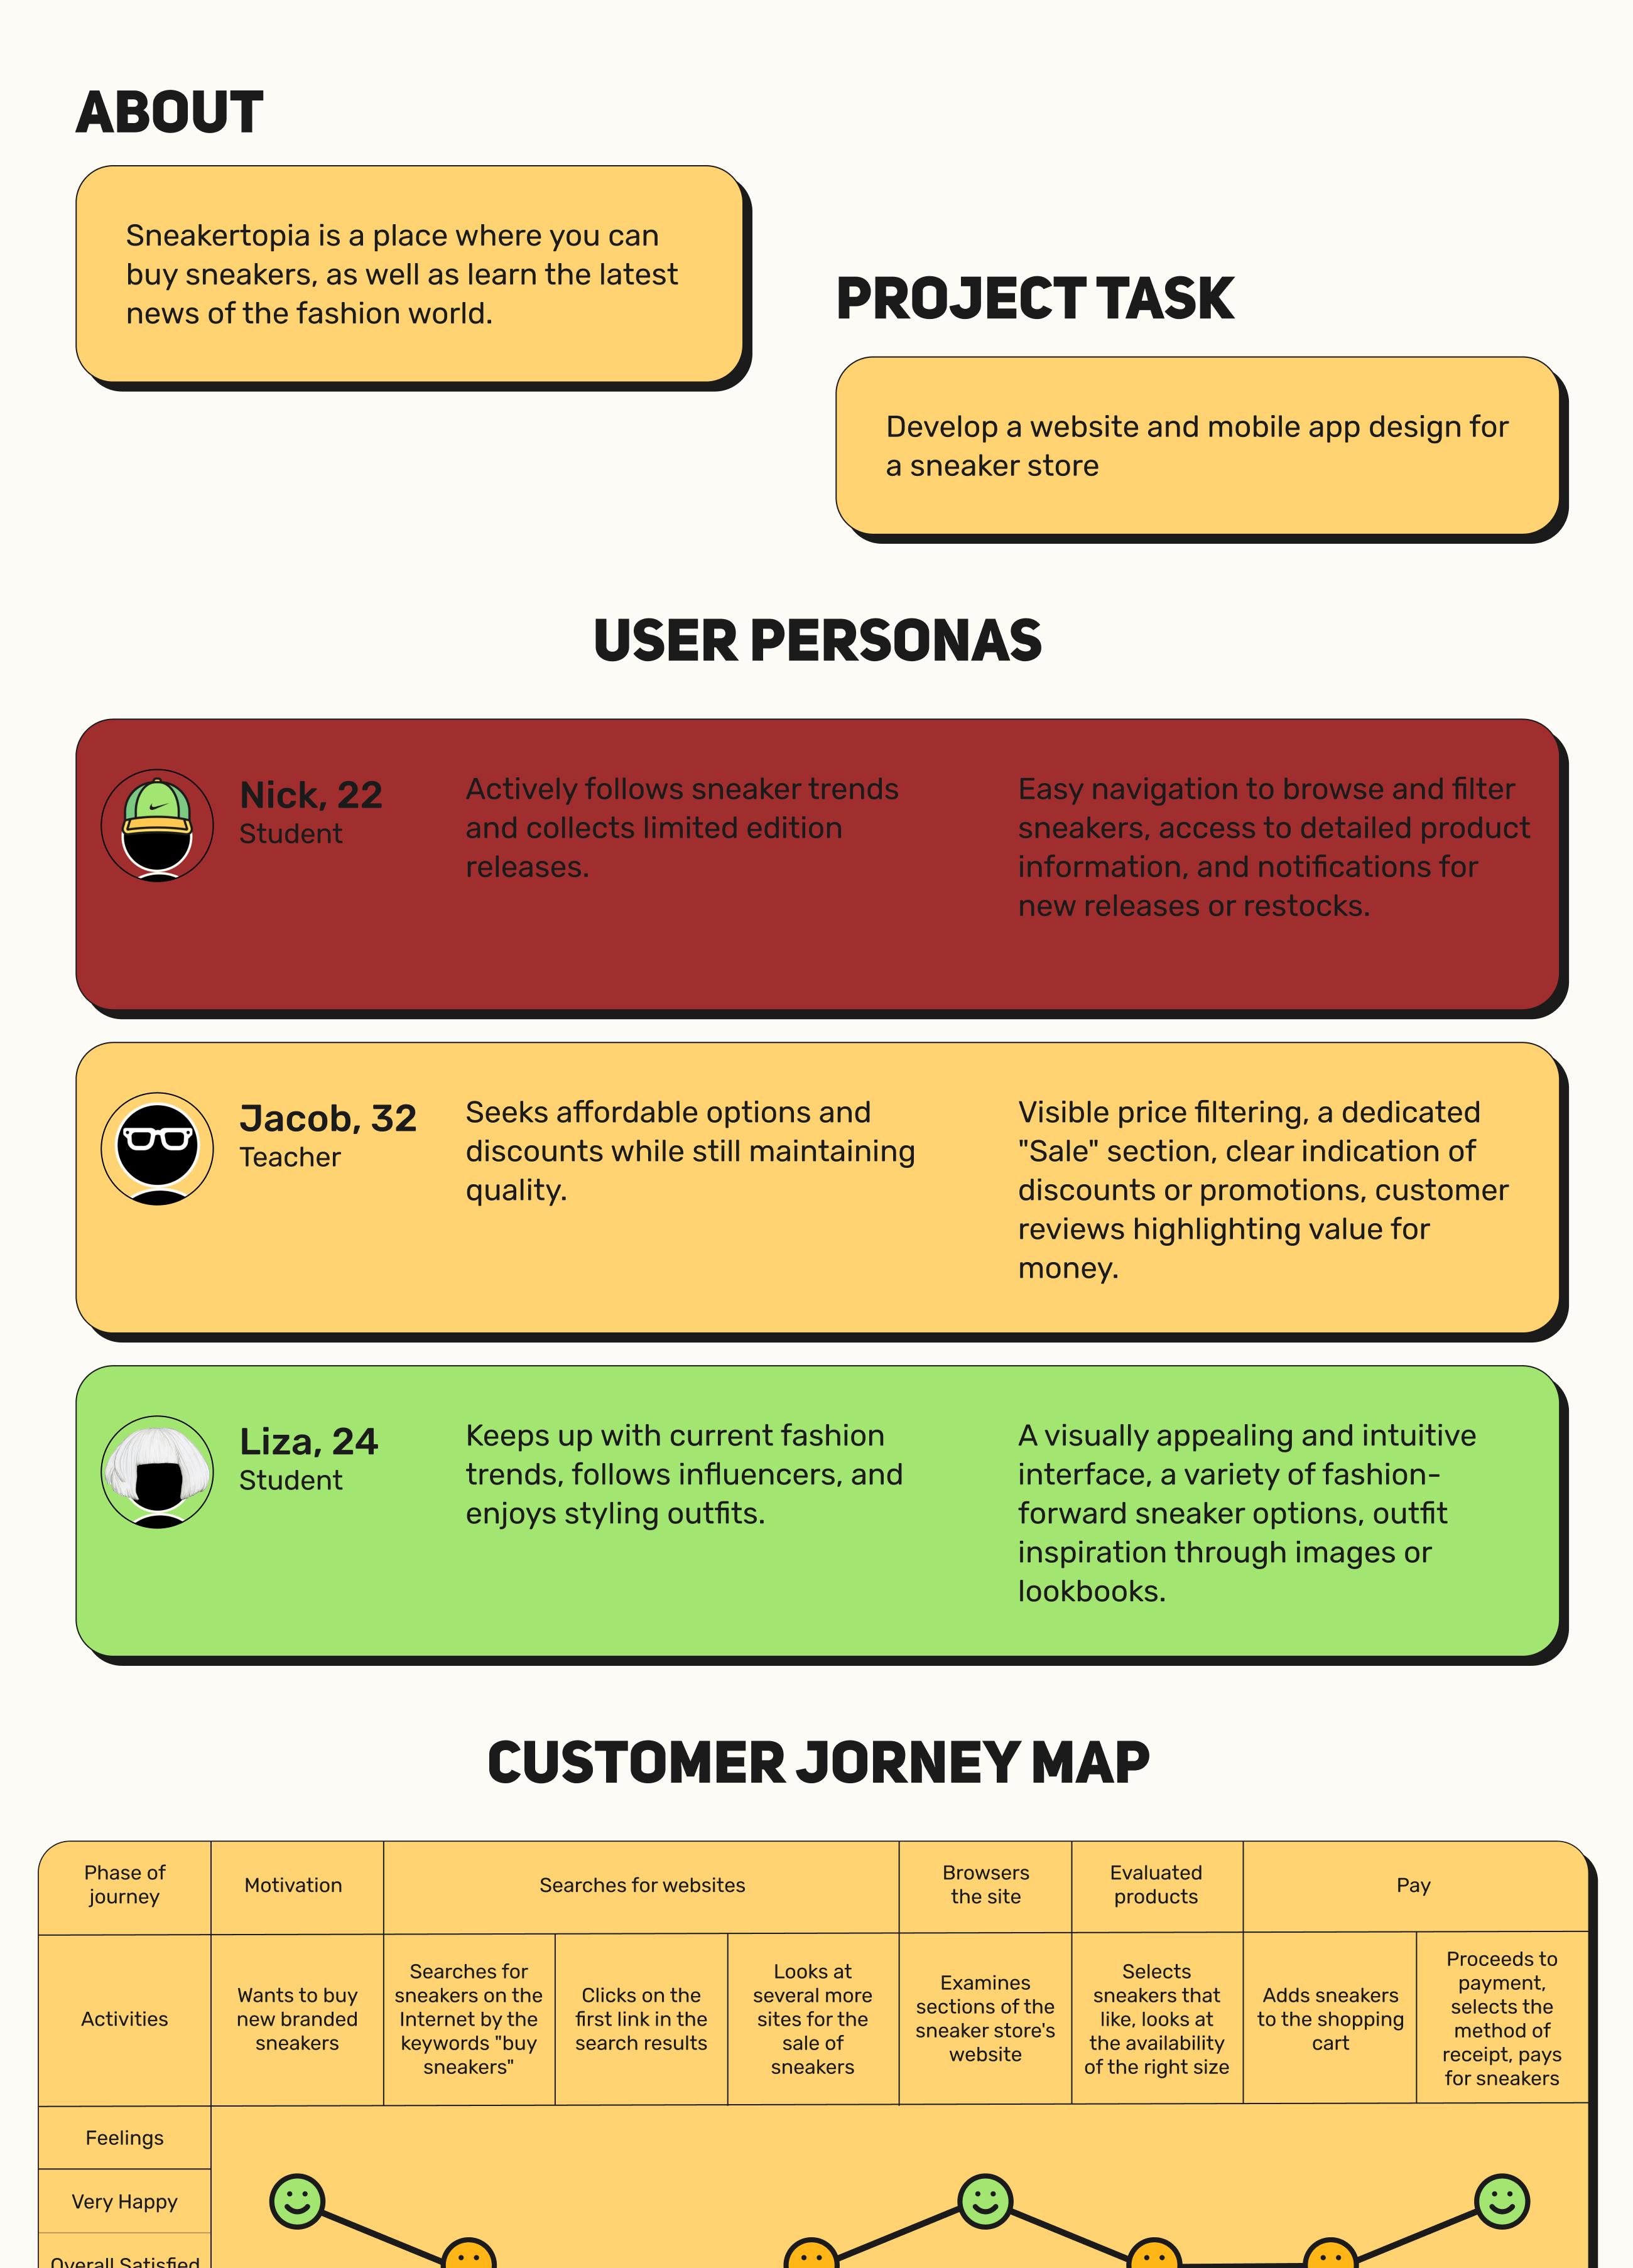 ABOUT
Sneakertopia is a place where you can
buy sneakers, as well as learn the latest
news of the fashion world.
PROJECT TASK
Develop a website and mobile app design for
a sneaker store
USER PERSONAS
Nick, 22
Student
Actively follows sneaker trends
and collects limited edition
releases.
Easy navigation to browse and filter
sneakers, access to detailed product
information, and notifications for
new releases or restocks.
Jacob, 32
Teacher
Seeks affordable options and
discounts while still maintaining
quality.
Visible price filtering, a dedicated
"Sale" section, clear indication of
discounts or promotions, customer
reviews highlighting value for
money.
Liza, 24
Student
Keeps up with current fashion
trends, follows influencers, and
enjoys styling outfits.
A visually appealing and intuitive
interface, a variety of fashion-
forward sneaker options, outfit
inspiration through images or
lookbooks.
CUSTOMER JORNEY MAP
Phase of
journey
Motivation
Searches for websites
Browsers
the site
Evaluated
products
Pay
Activities
Wants to buy
new branded
sneakers
Searches for
sneakers on the
Internet by the
keywords "buy
sneakers"
Clicks on the
first link in the
search results
Looks at
several more
sites for the
sale of
sneakers
Examines
sections of the
sneaker store's
website
Selects
sneakers that
like, looks at
the availability
of the right size
Adds sneakers
to the shopping
cart
Proceeds to
payment,
selects the
method of
receipt, pays
for sneakers
Feelings
Very Happy
Overall Satisfied